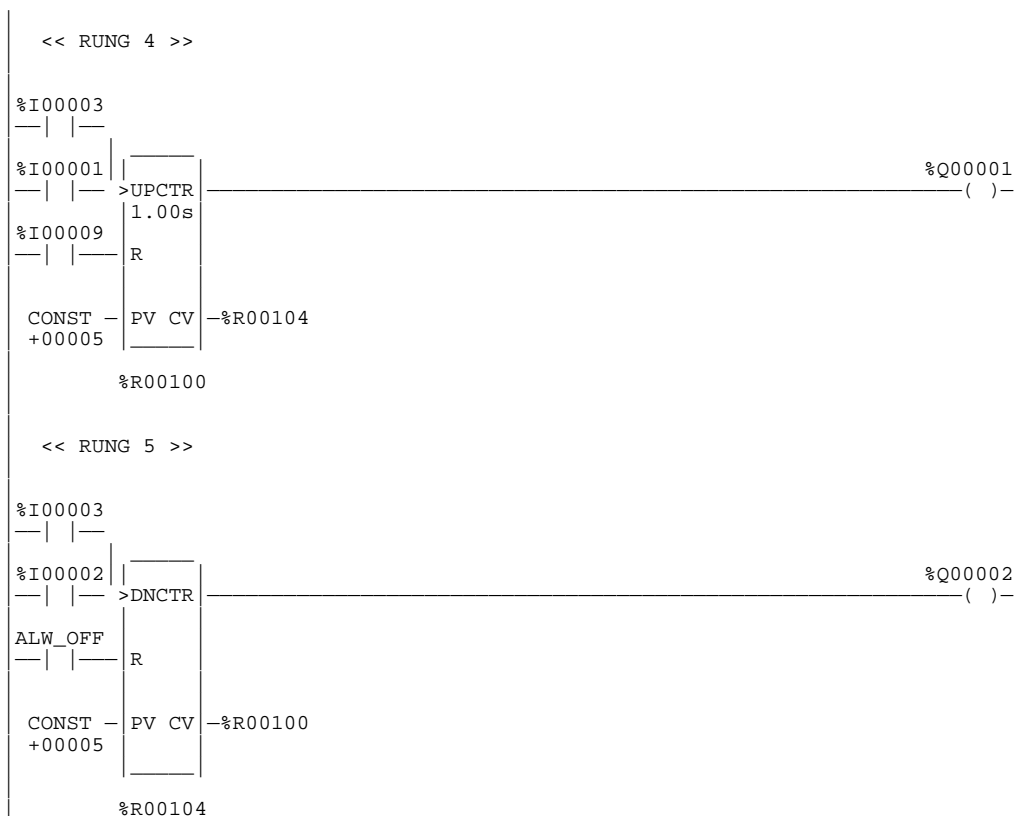 << RUNG 4 >>
%I00003
%I00001 %Q00001
>UPCTR ( )
1.00s
%I00009
R
CONST PV CV %R00104
+00005
%R00100
<< RUNG 5 >>
%I00003
%I00002 %Q00002
>DNCTR ( )
ALW_OFF
R
CONST PV CV %R00100
+00005
%R00104